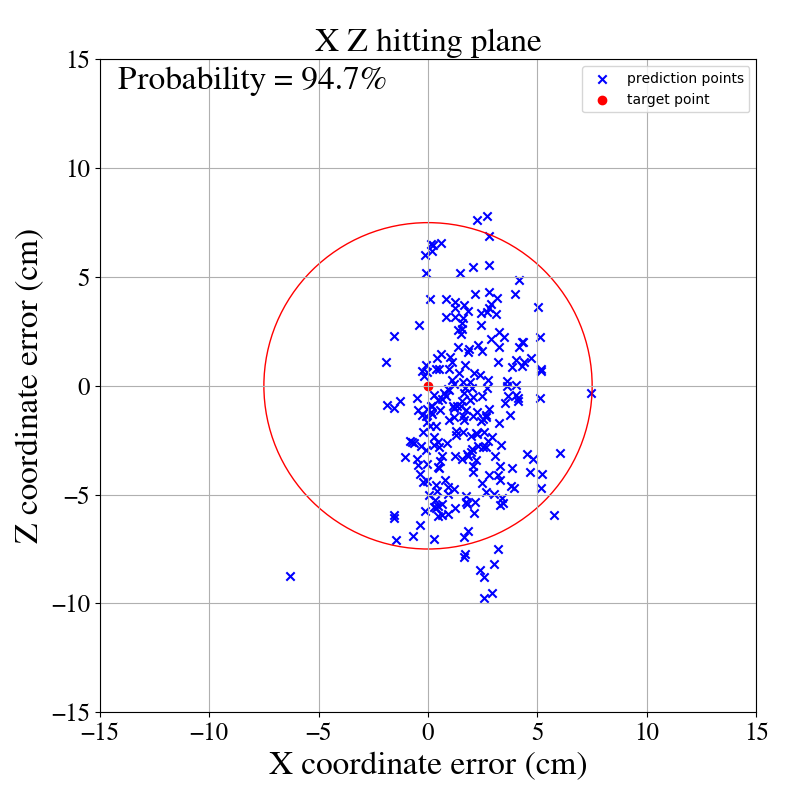 X Z hitting plane
Probability = 94.7%
prediction points
target point
Z coordinate error (cm)
15
10
5
0
−5
−10
−15
−15
−10
−5
0
5
10
15
X coordinate error (cm)